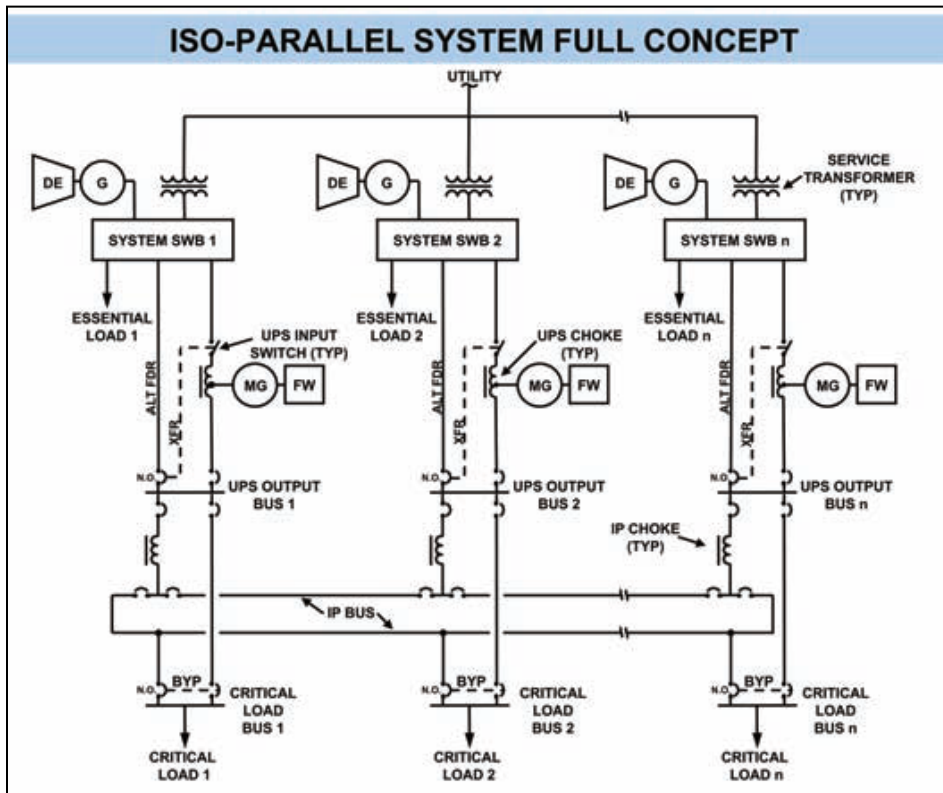 ISO-PARALLEL SYSTEM FULL CONCEPT
UTILITY
DE
G
DE
G
DE
G
SERVICE
TRANSFORMER
(TYP)
SYSTEM SWB 1
SYSTEM SWB 2
SYSTEM SWB n
ESSENTIAL
LOAD 1
UPS INPUT
SWITCH (TYP)
ESSENTIAL
LOAD 2
UPS CHOKE
(TYP)
ESSENTIAL
LOAD n
ALT FDR
XFR
MG
FW
ALT FDR
XFR
MG
FW
ALT FDR
XFR
MG
FW
N.O.
UPS OUTPUT
BUS 1
N.O.
UPS OUTPUT
BUS 2
N.O.
UPS OUTPUT
BUS n
IP CHOKE
(TYP)
IP BUS
N.O.
BYP
CRITICAL
LOAD
BUS 1
N.O.
BYP
CRITICAL
LOAD
BUS 2
N.O.
BYP
CRITICAL
LOAD
BUS n
CRITICAL
LOAD 1
CRITICAL
LOAD 2
CRITICAL
LOAD n